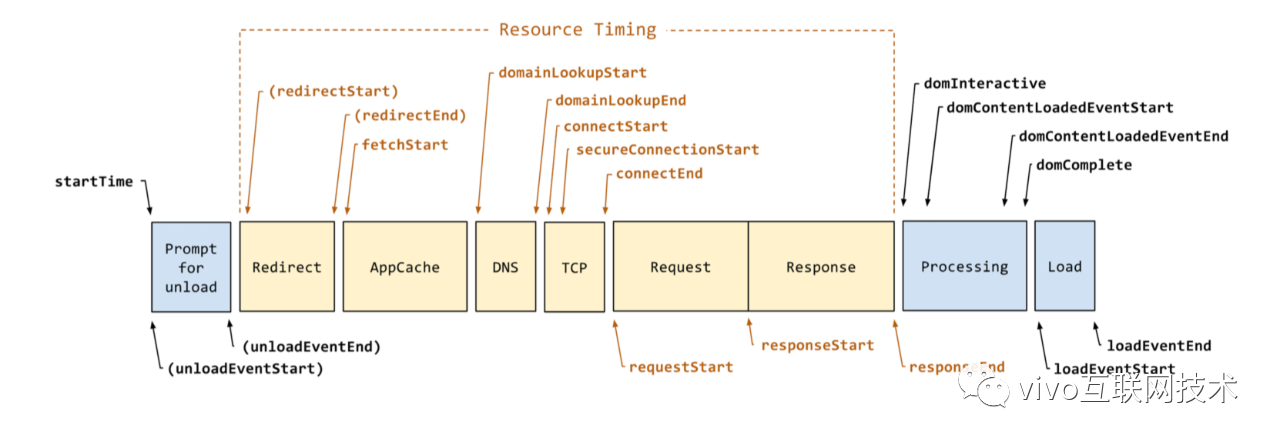 Resource Timing
domainLookupStart
domInteractive
(redirectStart)
domainLookupEnd
domContentLoadedEventStart
(redirectEnd)
connectStart
domContentLoadedEventEnd
fetchStart
secureConnectionStart
domComplete
connectEnd
startTime
Prompt
for
unload
Redirect
AppCache
DNS
TCP
Request
Response
Processing
Load
(unloadEventEnd)
responseStart
loadEventEnd
(unloadEventStart)
requestStart
responseEnd
loadEventStart
vivo互联网技术